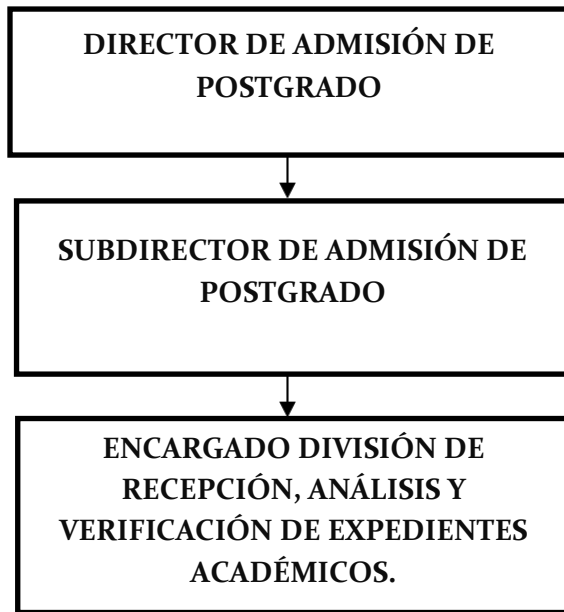 DIRECTOR DE ADMISIÓN DE
POSTGRADO
SUBDIRECTOR DE ADMISIÓN DE
POSTGRADO
ENCARGADO DIVISIÓN DE
RECEPCIÓN, ANÁLISIS Y
VERIFICACIÓN DE EXPEDIENTES
ACADÉMICOS.